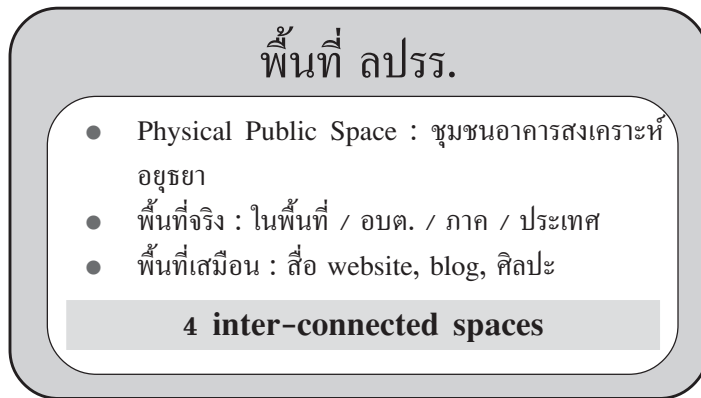 พื้นที่ ลปรร.
● Physical Public Space : ชุมชนอาคารสงเคราะห์
อยุธยา
● พื้นที่จริง : ในพื้นที่ / อบต. / ภาค / ประเทศ
● พื้นที่เสมือน : สื่อ website, blog, ศิลปะ
4 inter-connected spaces